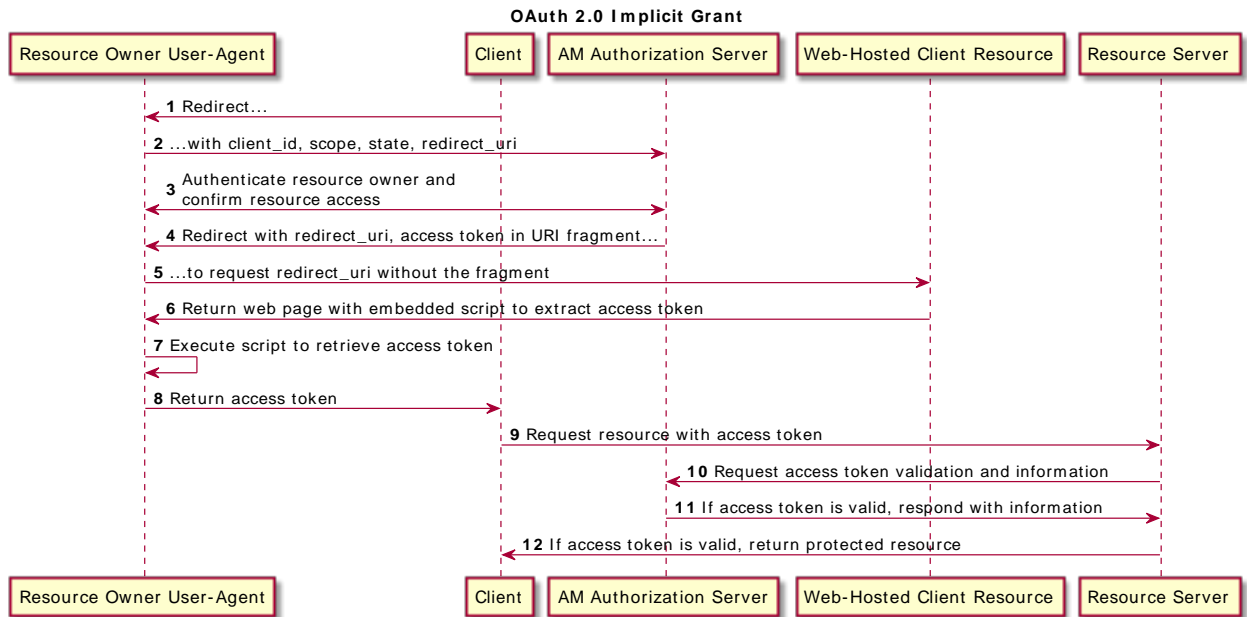 OAuth 2.0 Implicit Grant
Resource Owner User-Agent
Client
AM Authorization Server
Web-Hosted Client Resource
Resource Server
1 Redirect...
2 ...with client_id, scope, state, redirect_uri
3 Authenticate resource owner and
confirm resource access
4 Redirect with redirect_uri, access token in URI fragment...
5 ...to request redirect_uri without the fragment
6 Return web page with embedded script to extract access token
7 Execute script to retrieve access token
8 Return access token
9 Request resource with access token
10 Request access token validation and information
11 If access token is valid, respond with information
12 If access token is valid, return protected resource
Resource Owner User-Agent
Client
AM Authorization Server
Web-Hosted Client Resource
Resource Server